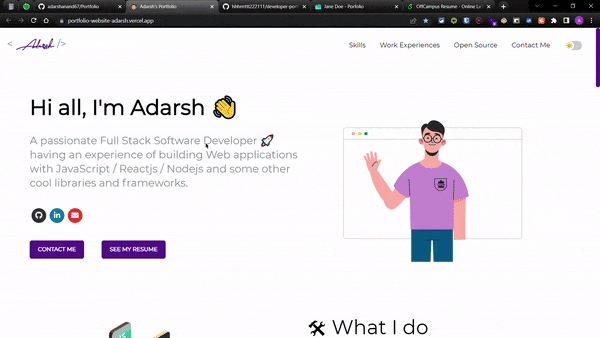 adarshanand67/Portfolio
Adarsh's Portfolio
hhhrrrttt222111/developer-port
Jane Doe - Porfolio
OffCampus Resume - Online La
portfolio-website-adarsh.vercel.app
< Adarsh />
Skills
Work Experiences
Open Source
Contact Me
Hi all, I'm Adarsh 👋
A passionate Full Stack Software Developer 🚀
having an experience of building Web applications
with JavaScript / Reactjs / Nodejs and some other
cool libraries and frameworks.
CONTACT ME
SEE MY RESUME
🛠 What I do